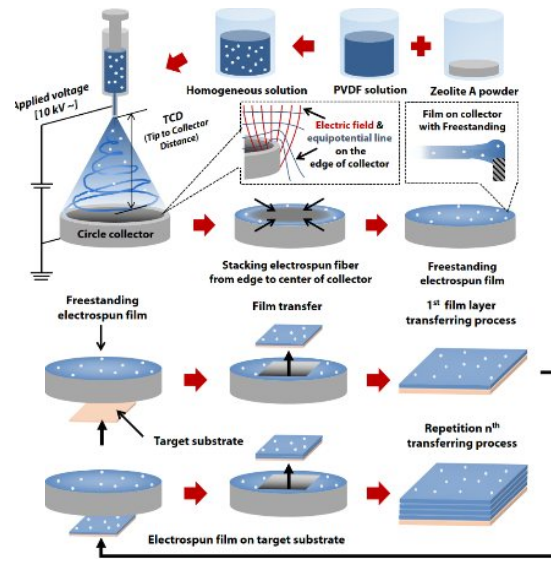 Homogeneous solution
PVDF solution
Zeolite A powder
Applied voltage
[10 kV ~]
TCD
(Tip to Collector
Distance)
Electric field &
equipotential line
on the
edge of collector
Film on collector
with Freestanding
Circle collector
Stacking electrospun fiber
from edge to center of collector
Freestanding
electrospun film
Freestanding
electrospun film
Film transfer
1st film layer
transferring process
Target substrate
Repetition nth
transferring process
Electrospun film on target substrate